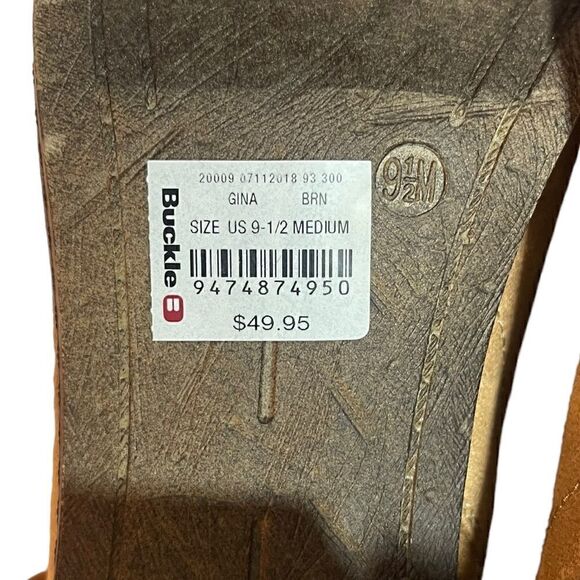 20009 07112018 93 300
GINA BRN
SIZE US 9-1/2 MEDIUM
9474874950
$49.95
Buckle
B
9½M